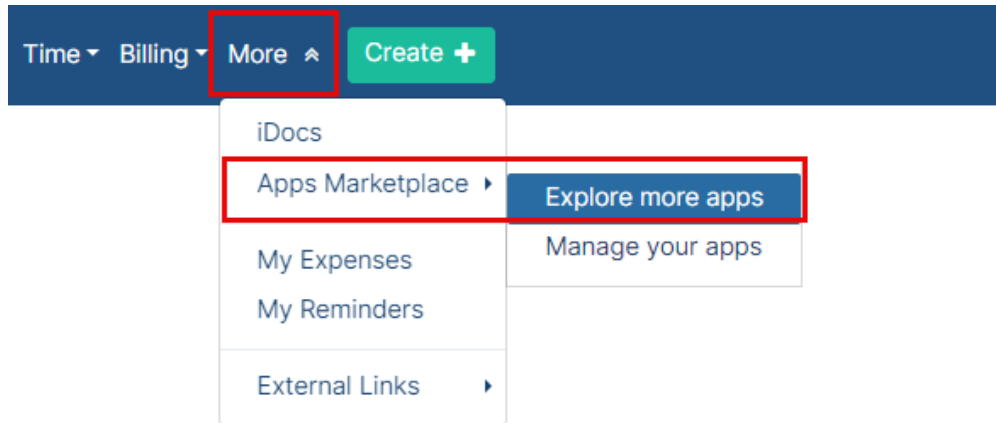 Time Billing More Create
iDocs
Apps Marketplace
Explore more apps
Manage your apps
My Expenses
My Reminders
External Links